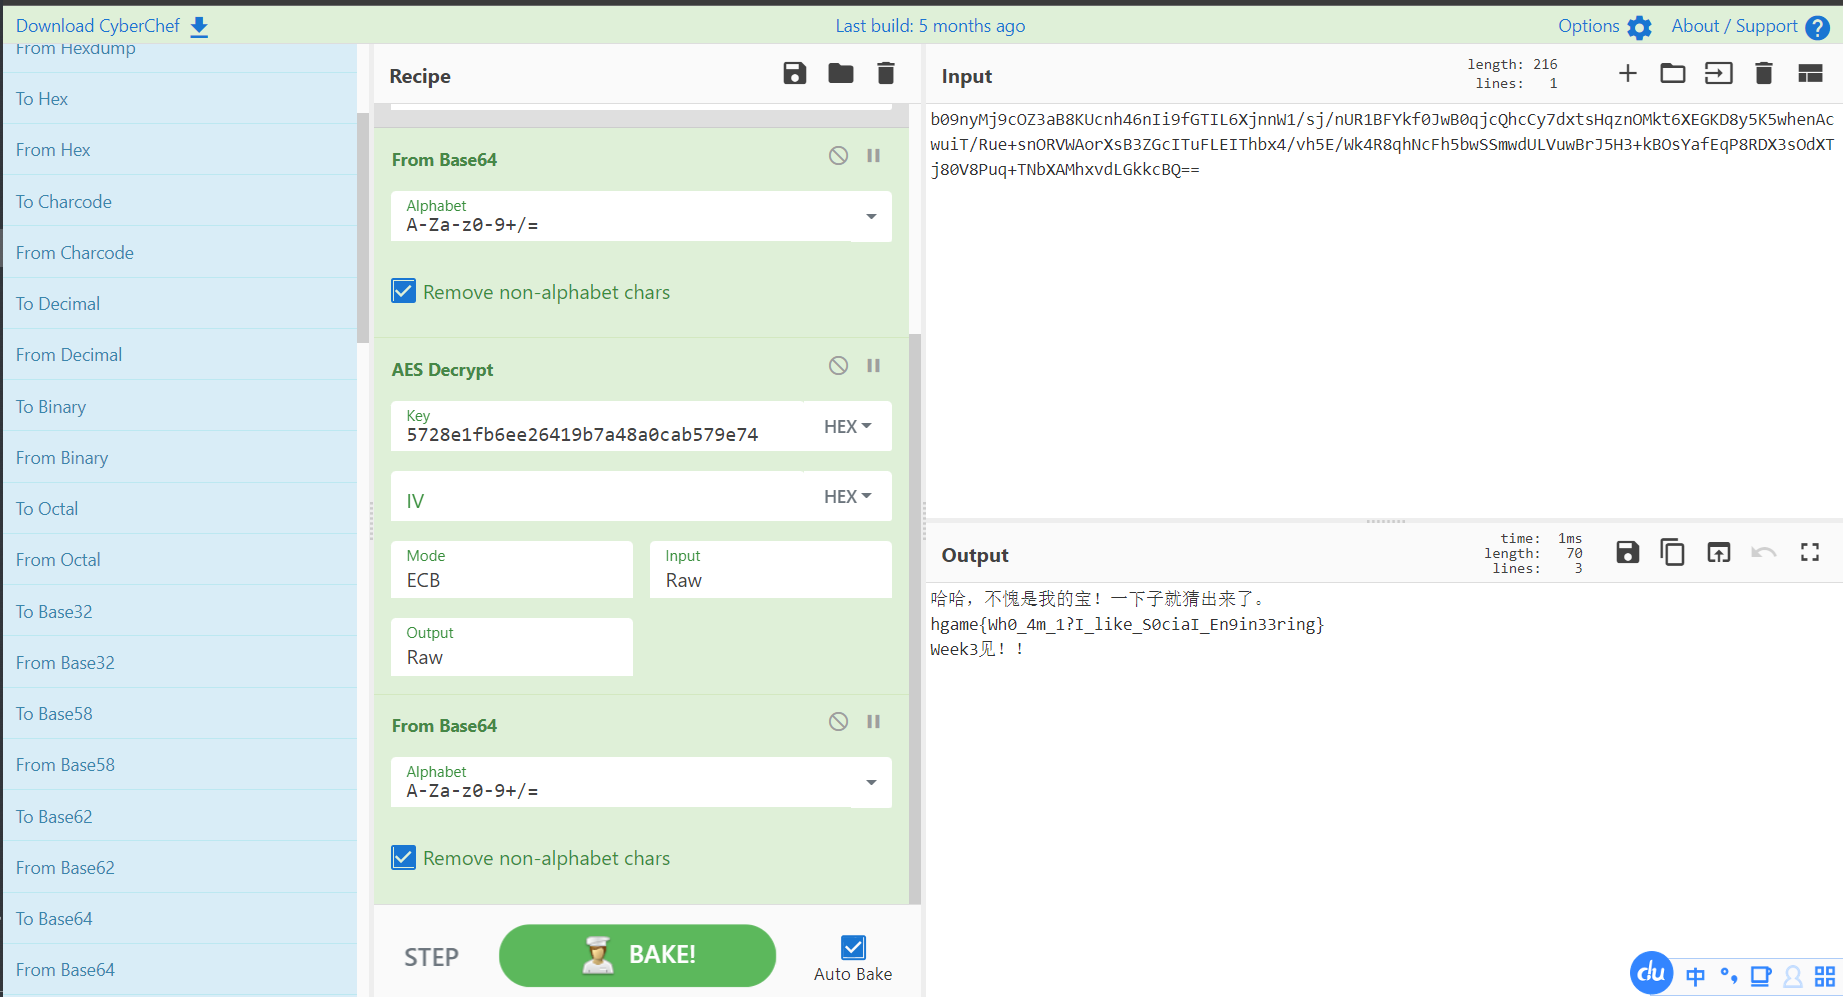 Download CyberChef
Last build: 5 months ago
Options
About / Support
From Hexdump
To Hex
From Hex
To Charcode
From Charcode
To Decimal
From Decimal
To Binary
From Binary
To Octal
From Octal
To Base32
From Base32
To Base58
From Base58
To Base62
From Base62
To Base64
From Base64
Recipe
From Base64
Alphabet
A-Za-z0-9+/=
Remove non-alphabet chars
AES Decrypt
Key
5728e1fb6ee26419b7a48a0cab579e74
HEX
IV
HEX
Mode
ECB
Input
Raw
Output
Raw
From Base64
Alphabet
A-Za-z0-9+/=
Remove non-alphabet chars
STEP
BAKE!
Auto Bake
Input
length: 216
lines: 1
b09nyMj9cOZ3aB8KUcnh46nIi9fGTIL6XjnnW1/sj/nUR1BFYkf0JwB0qjcQhcCy7dxtsHqznOMkt6XEGKD8y5K5whenAc
wuiT/Rue+snORVWAorXsB3ZGcITuFLEIThbx4/vh5E/Wk4R8qhNcFh5bwSSmwdULVuwBrJ5H3+kBOsYafEqP8RDX3sOdXT
j80V8Puq+TNbXAMhxvdLGkkcBQ==
Output
time: 1ms
length: 70
lines: 3
哈哈，不愧是我的宝！一下子就猜出来了。
hgame{Wh0_4m_1?I_like_S0ciaI_En9in33ring}
Week3见！！
du
中